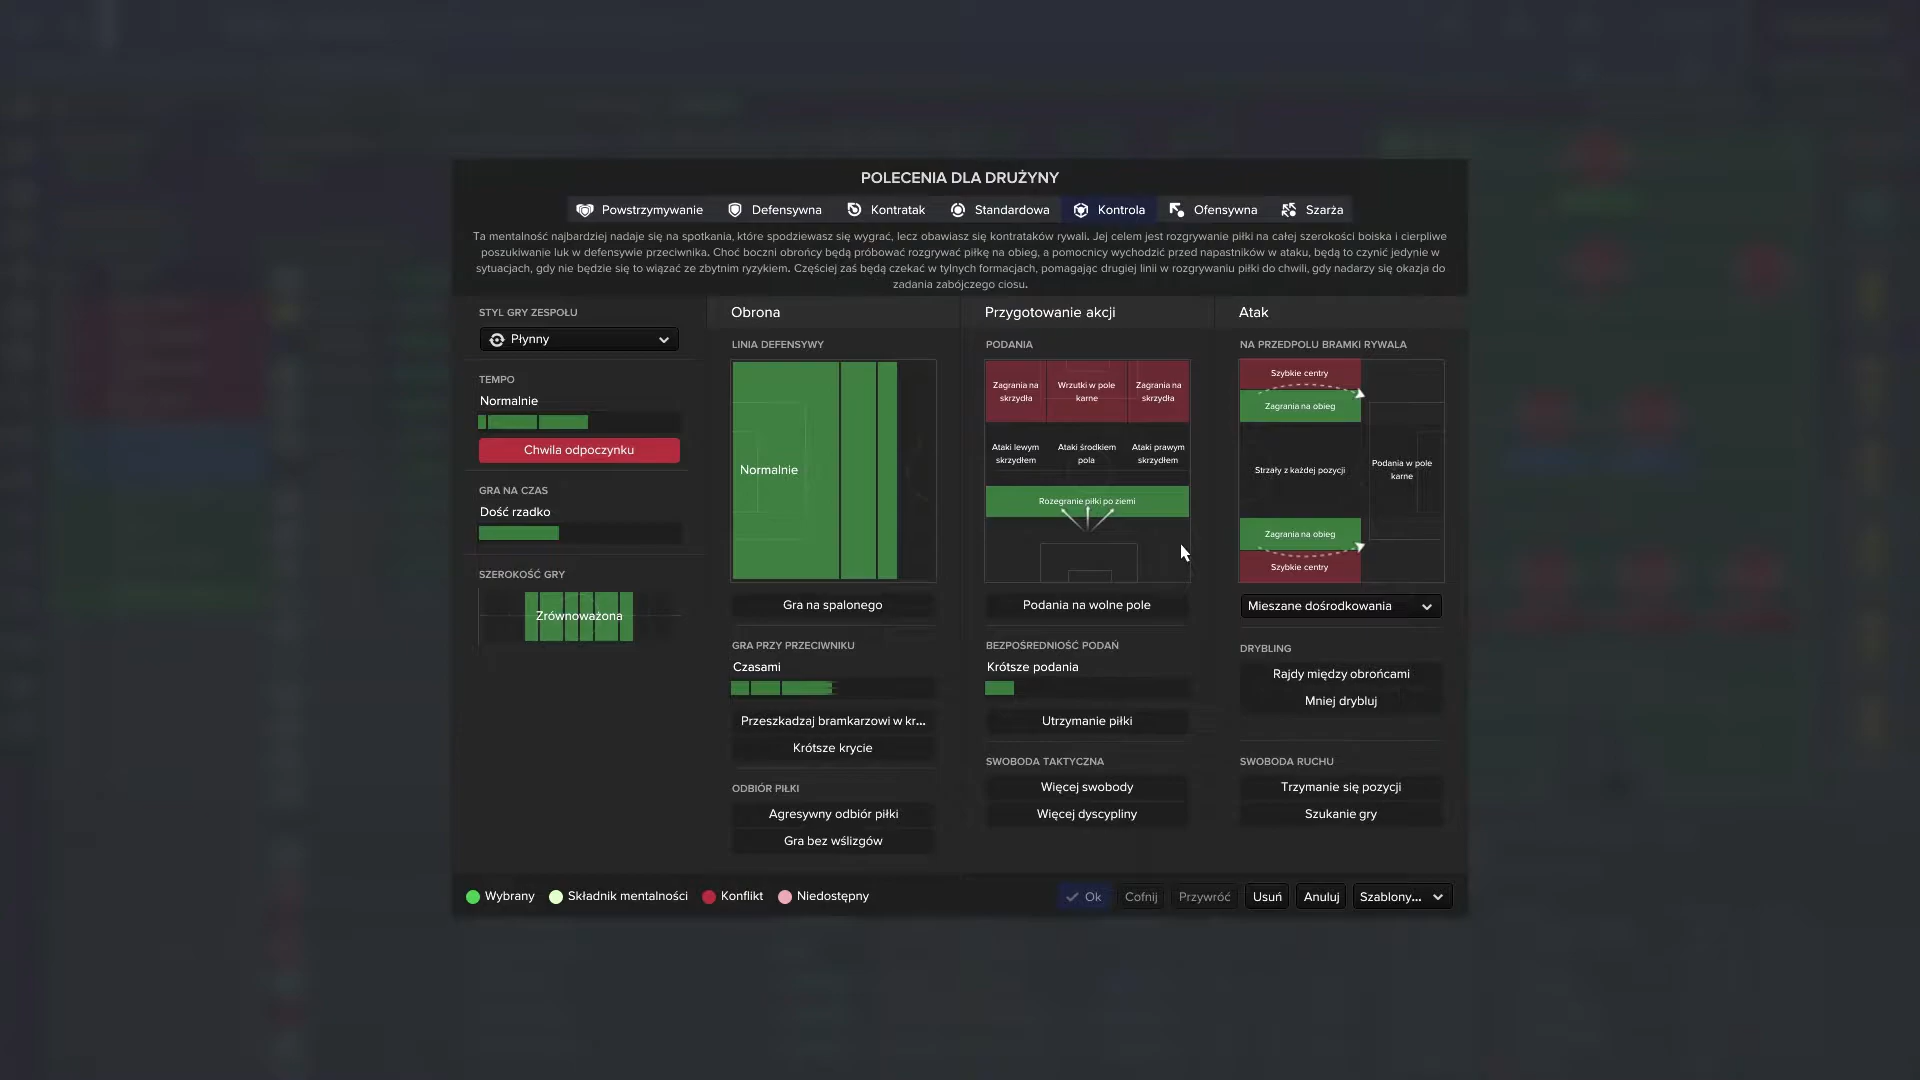 POLECENIA DLA DRUŻYNY
Powstrzymywanie
Defensywna
Kontratak
Standardowa
Kontrola
Ofensywna
Szarża
Ta mentalność najbardziej nadaje się na spotkania, które spodziewasz się wygrać, lecz obawiasz się kontrataków rywali. Jej celem jest rozgrywanie piłki na całej szerokości boiska i cierpliwe
poszukiwanie luk w defensywie przeciwnika. Choć boczni obrońcy będą próbować rozgrywać piłkę na obieg, a pomocnicy wychodzić przed napastników w ataku, będą to czynić jedynie w
sytuacjach, gdy nie będzie się to wiązać ze zbytnim ryzykiem. Częściej zaś będą czekać w tylnych formacjach, pomagając drugiej linii w rozgrywaniu piłki do chwili, gdy nadarzy się okazja do
zadania zabójczego ciosu.
STYL GRY ZESPOŁU
Płynny
TEMPO
Normalnie
Chwila odpoczynku
GRA NA CZAS
Dość rzadko
SZEROKOŚĆ GRY
Zrównoważona
Obrona
LINIA DEFENSYWY
Normalnie
Gra na spalonego
GRA PRZY PRZECIWNIKU
Czasami
Przeszkadzaj bramkarzowi w kr...
Krótsze krycie
ODBIÓR PIŁKI
Agresywny odbiór piłki
Gra bez wślizgów
Przygotowanie akcji
PODANIA
Zagrania na
skrzydła
Wrzutki w pole
karne
Zagrania na
skrzydła
Ataki lewym
skrzydłem
Ataki środkiem
pola
Ataki prawym
skrzydłem
Rozegranie piłki po ziemi
Podania na wolne pole
BEZPOŚREDNIOŚĆ PODAŃ
Krótsze podania
Utrzymanie piłki
SWOBODA TAKTYCZNA
Więcej swobody
Więcej dyscypliny
Atak
NA PRZEDPOLU BRAMKI RYWALA
Szybkie centry
Zagrania na obieg
Strzały z każdej pozycji
Podania w pole
karne
Zagrania na obieg
Szybkie centry
Mieszane dośrodkowania
DRYBLING
Rajdy między obrońcami
Mniej drybluj
SWOBODA RUCHU
Trzymanie się pozycji
Szukanie gry
Wybrany
Składnik mentalności
Konflikt
Niedostępny
Ok
Cofnij
Przywróć
Usuń
Anuluj
Szablony...